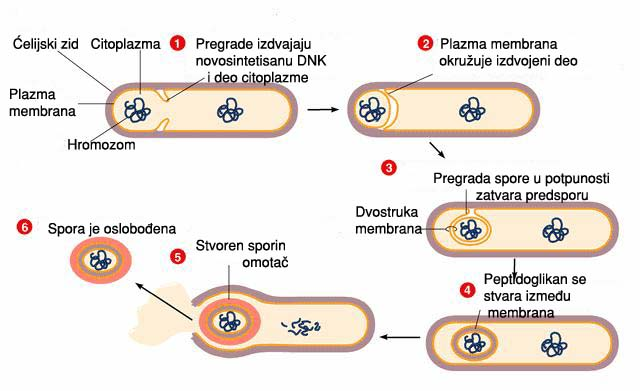 Ćelijski zid
Citoplazma
Plazma
membrana
Hromozom
1
Pregrade izdvajaju
novosintetisanu DNK
i deo citoplazme
2
Plazma membrana
okružuje izdvojeni deo
3
Pregrada spore u potpunosti
zatvara predsporu
Dvostruka
membrana
4
Peptidoglikan se
stvara između
membrana
5
Stvoren sporin
omotač
6
Spora je oslobođena